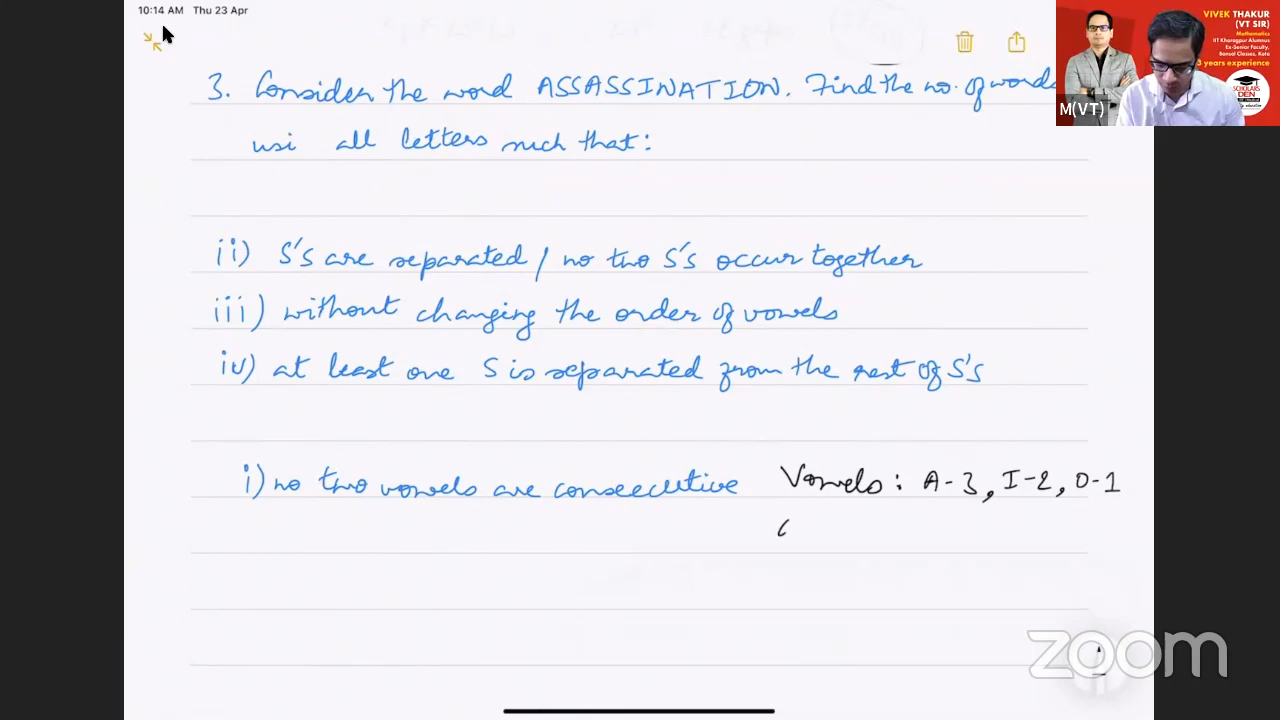 10:14 AM Thu 23 Apr
VIVEK THAKUR
(VT SIR)
Mathematics
IIT Kharagpur Alumnus
Ex-Senior Faculty,
Bansal Classes, Kota
3 years experience
SCHOLARS
DEN
M(VT)
3. Consider the word ASSASSINATION. Find the no. of words
usi all letters such that:
ii) S's are separated / no two S's occur together
iii) without changing the order of vowels
iv) at least one S is separated from the rest of S's
i) no two vowels are consecutive Vowels: A-3, I-2, O-1
(
zoom